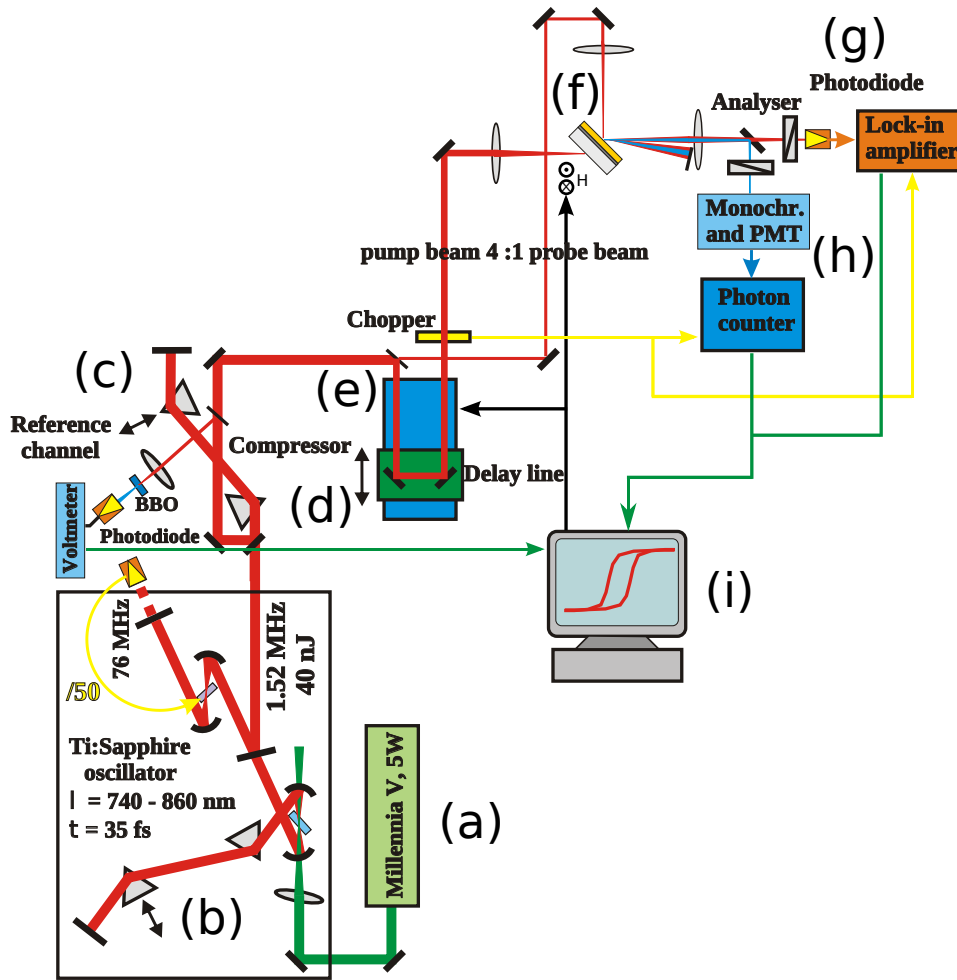 (g)
Photodiode
(f)
Analyser
Lock-in
amplifier
H
Monochr.
and PMT
pump beam 4 :1 probe beam
(h)
Photon
counter
Chopper
(c)
(e)
Reference
channel
Compressor
Delay line
(d)
BBO
Voltmeter
Photodiode
(i)
76 MHz
1.52 MHz
40 nJ
/50
Ti:Sapphire
oscillator
l = 740 - 860 nm
t = 35 fs
Millennia V, 5W
(a)
(b)